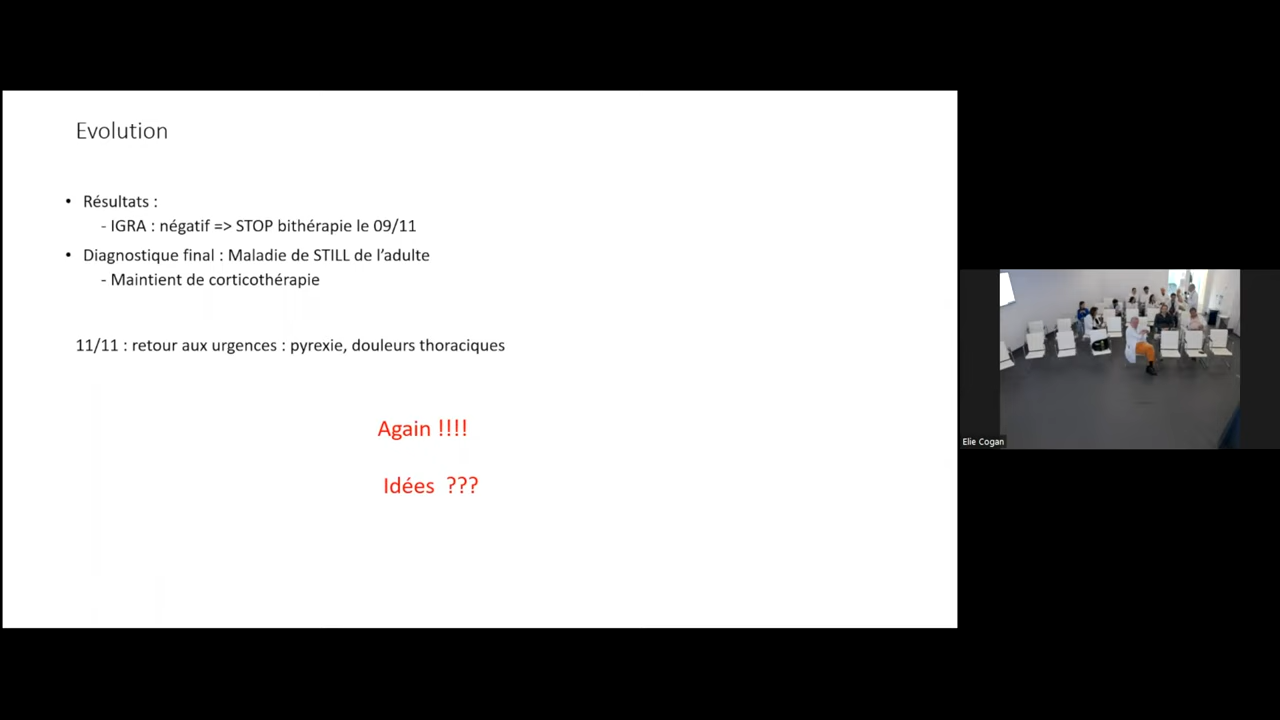 Evolution
• Résultats :
- IGRA : négatif => STOP bithérapie le 09/11
• Diagnostique final : Maladie de STILL de l’adulte
- Maintient de corticothérapie
11/11 : retour aux urgences : pyrexie, douleurs thoraciques
Again !!!!
Idées ???
Elie Cogan